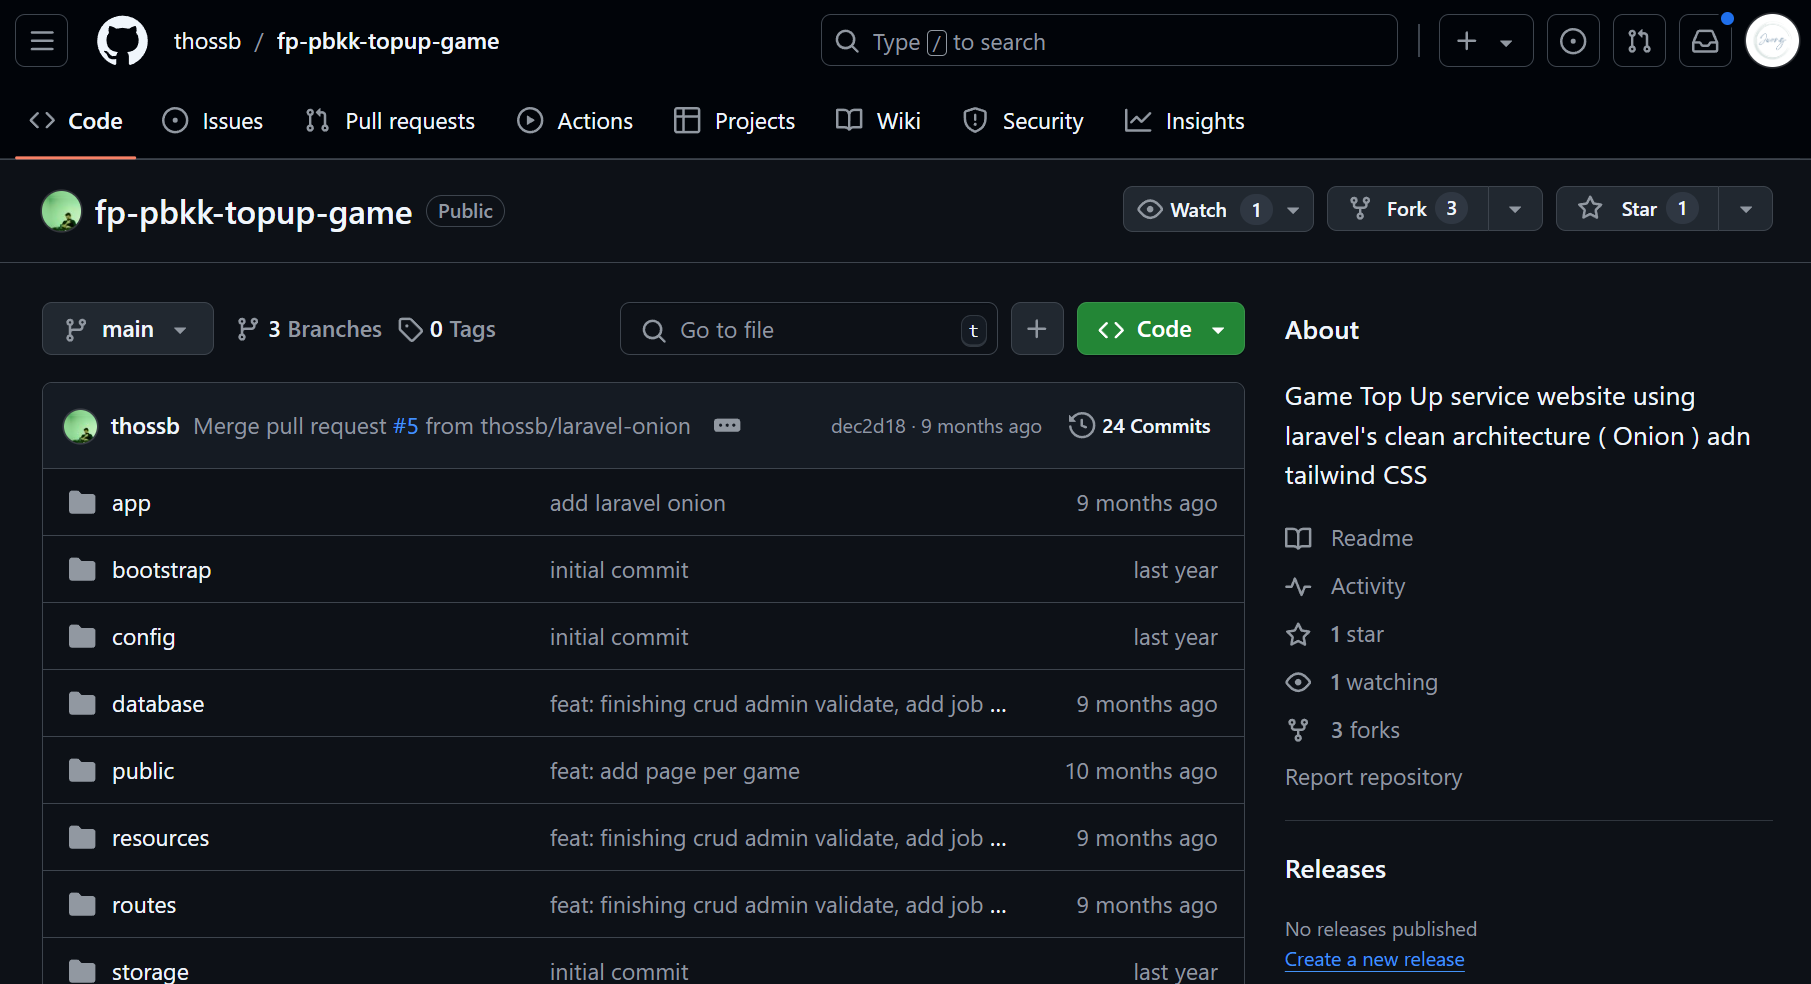 thossb / fp-pbkk-topup-game
Type / to search
Code Issues Pull requests Actions Projects Wiki Security Insights
fp-pbkk-topup-game Public
Watch 1 Fork 3 Star 1
main 3 Branches 0 Tags
Go to file t
Code
thossb Merge pull request #5 from thossb/laravel-onion dec2d18 · 9 months ago 24 Commits
app add laravel onion 9 months ago
bootstrap initial commit last year
config initial commit last year
database feat: finishing crud admin validate, add job ... 9 months ago
public feat: add page per game 10 months ago
resources feat: finishing crud admin validate, add job ... 9 months ago
routes feat: finishing crud admin validate, add job ... 9 months ago
storage initial commit last year
About
Game Top Up service website using
laravel's clean architecture ( Onion ) adn
tailwind CSS
Readme
Activity
1 star
1 watching
3 forks
Report repository
Releases
No releases published
Create a new release